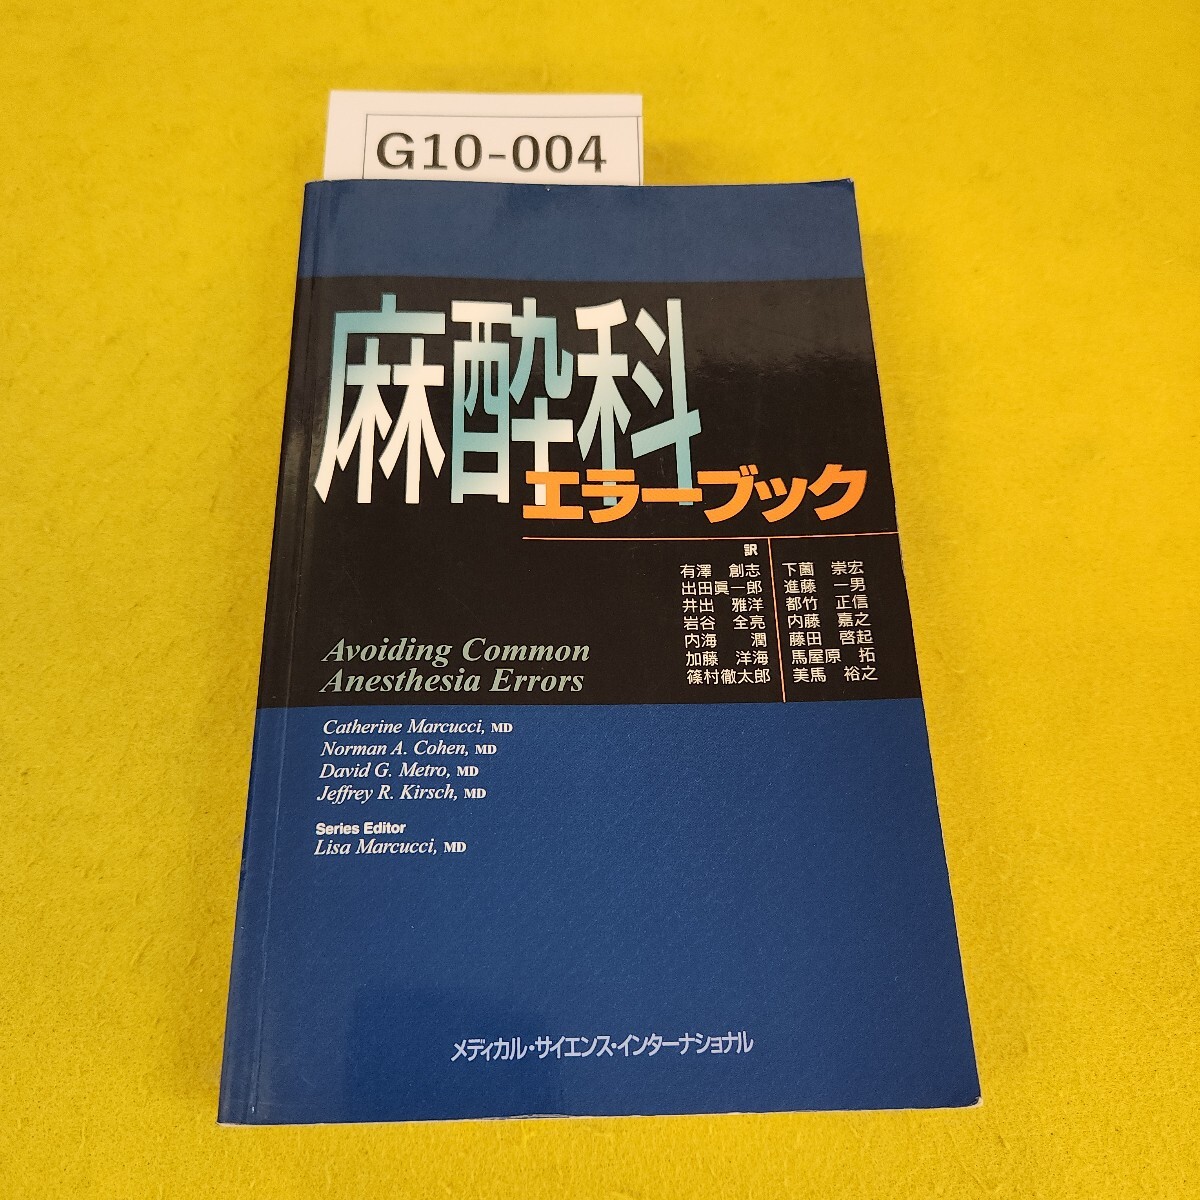 G10-004
麻酔科
エラーブック
訳
有澤 創志
出田眞一郎
井出 雅洋
岩谷 全亮
内海 潤
加藤 洋海
篠村徹太郎
下薗 崇宏
進藤 一男
都竹 正信
内藤 嘉之
藤田 啓起
馬屋原 拓
美馬 裕之
Avoiding Common
Anesthesia Errors
Catherine Marcucci, MD
Norman A. Cohen, MD
David G. Metro, MD
Jeffrey R. Kirsch, MD
Series Editor
Lisa Marcucci, MD
メディカル・サイエンス・インターナショナル